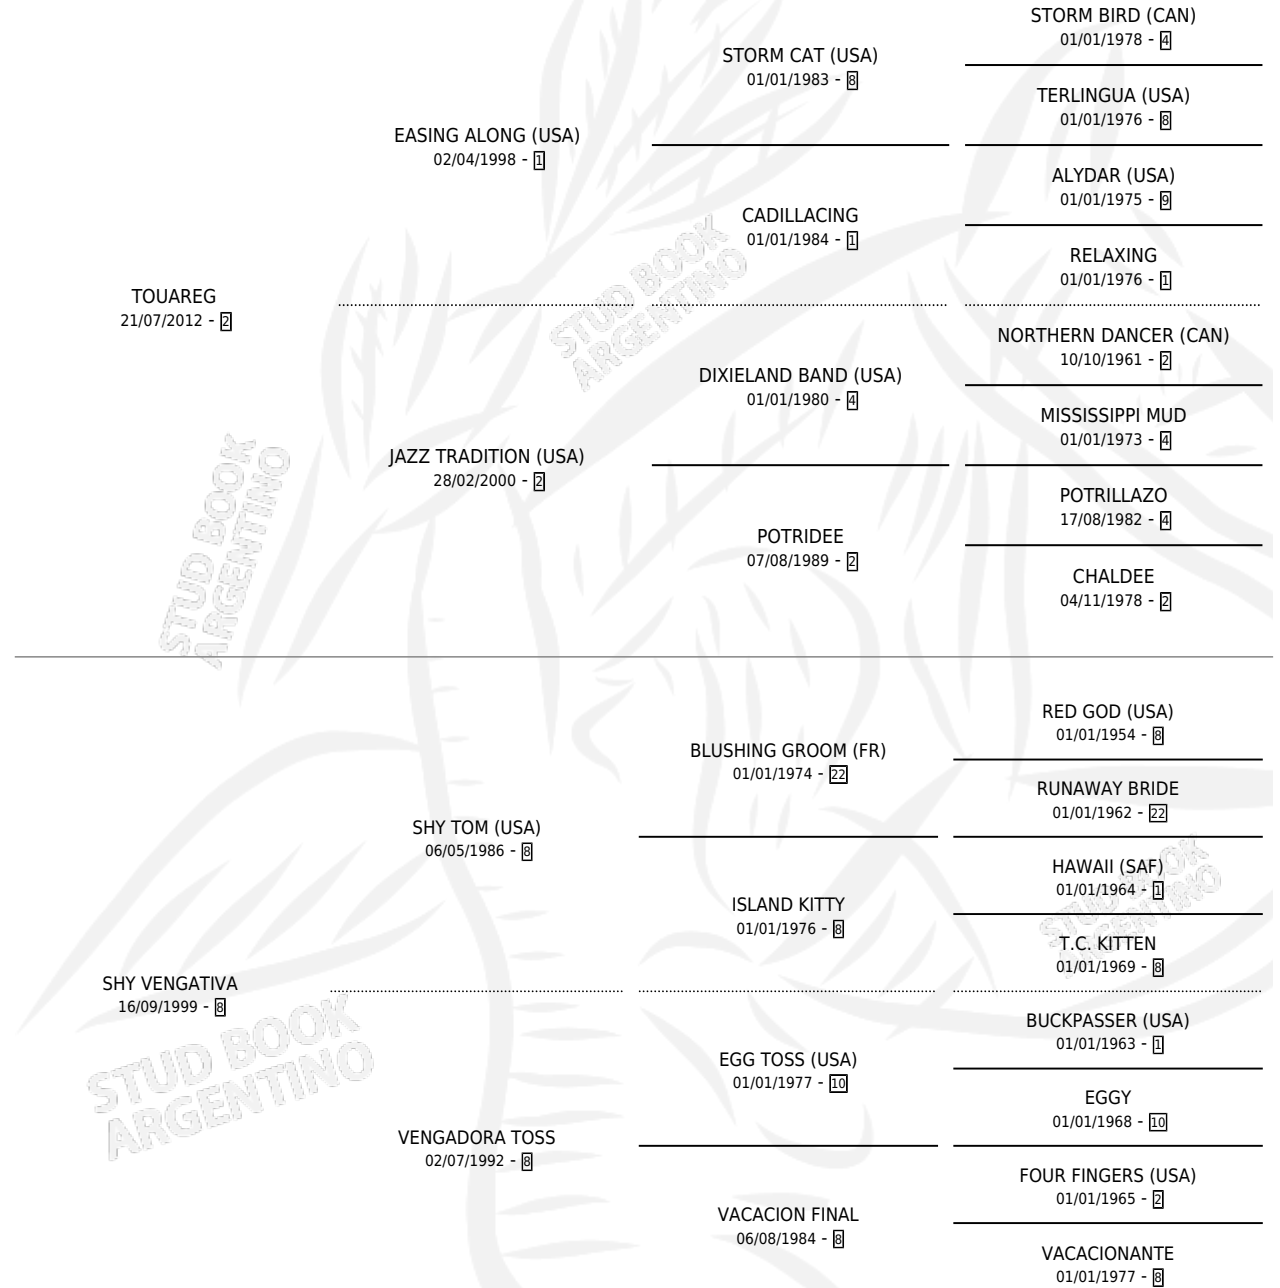 STORM BIRD (CAN)
01/01/1978 - 4
STORM CAT (USA)
01/01/1983 - 8
TERLINGUA (USA)
01/01/1976 - 8
EASING ALONG (USA)
02/04/1998 - 1
ALYDAR (USA)
01/01/1975 - 9
CADILLACING
01/01/1984 - 1
RELAXING
01/01/1976 - 1
TOUAREG
21/07/2012 - 2
STUD BOOK
ARGENTINO
NORTHERN DANCER (CAN)
10/10/1961 - 2
DIXIELAND BAND (USA)
01/01/1980 - 4
MISSISSIPPI MUD
01/01/1973 - 4
JAZZ TRADITION (USA)
28/02/2000 - 2
POTRILLAZO
17/08/1982 - 4
POTRIDEE
07/08/1989 - 2
CHALDEE
04/11/1978 - 2
STUD BOOK
ARGENTINO
RED GOD (USA)
01/01/1954 - 8
BLUSHING GROOM (FR)
01/01/1974 - 22
RUNAWAY BRIDE
01/01/1962 - 22
SHY TOM (USA)
06/05/1986 - 8
HAWAII (SAF)
01/01/1964 - 1
ISLAND KITTY
01/01/1976 - 8
T.C. KITTEN
01/01/1969 - 8
STUD BOOK
ARGENTINO
SHY VENGATIVA
16/09/1999 - 8
BUCKPASSER (USA)
01/01/1963 - 1
EGG TOSS (USA)
01/01/1977 - 10
EGGY
01/01/1968 - 10
STUD BOOK
ARGENTINO
VENGADORA TOSS
02/07/1992 - 8
FOUR FINGERS (USA)
01/01/1965 - 2
VACACION FINAL
06/08/1984 - 8
VACACIONANTE
01/01/1977 - 8